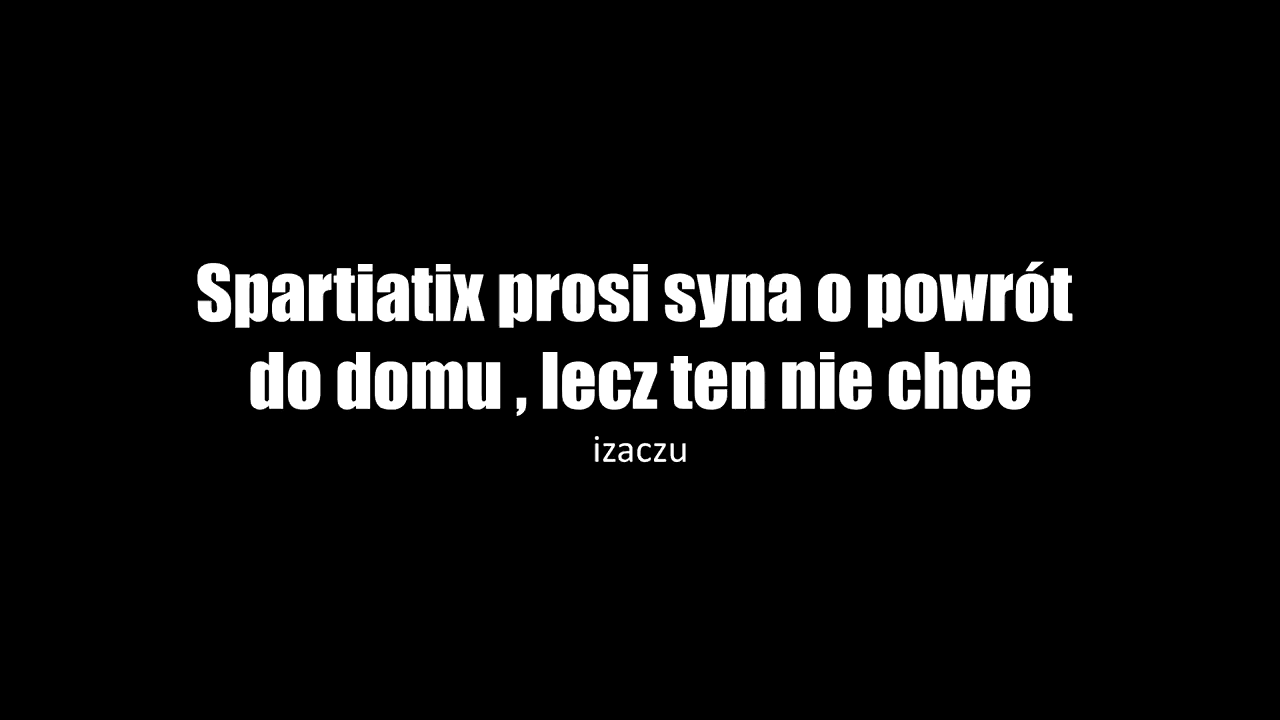 Spartiatix prosi syna o powrót
do domu , lecz ten nie chce
izaczu